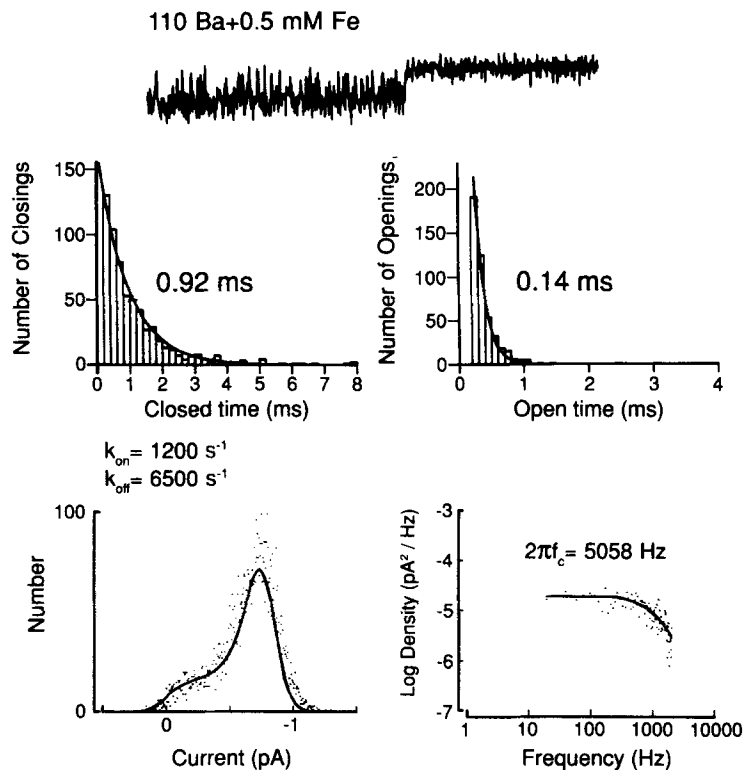 110 Ba+0.5 mM Fe
Number of Closings
150
100
50
0
0.92 ms
0 1 2 3 4 5 6 7 8
Closed time (ms)
Number of Openings
200
150
100
50
0
0.14 ms
0 1 2 3 4
Open time (ms)
k_on= 1200 s⁻¹
k_off= 6500 s⁻¹
Number
100
0
0 -1
Current (pA)
Log Density (pA² / Hz)
-3
-4
-5
-6
-7
2πf_c= 5058 Hz
1 10 100 1000 10000
Frequency (Hz)